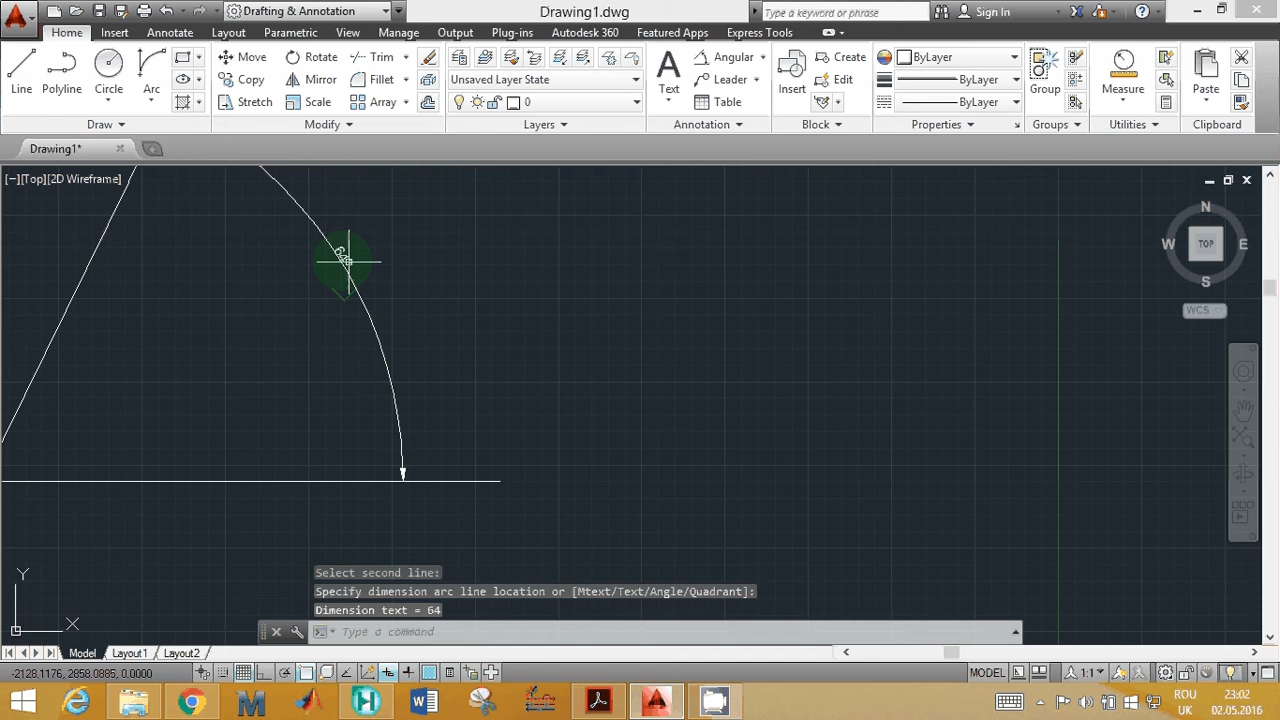 Drafting & Annotation
Drawing1.dwg
Type a keyword or phrase
Sign In
Home Insert Annotate Layout Parametric View Manage Output Plug-ins Autodesk 360 Featured Apps Express Tools
Line
Polyline
Circle
Arc
Draw
Move
Rotate
Trim
Copy
Mirror
Fillet
Stretch
Scale
Array
Modify
Unsaved Layer State
0
Layers
Text
Angular
Leader
Table
Annotation
Insert
Create
Edit
Block
ByLayer
ByLayer
ByLayer
Properties
Group
Groups
Measure
Utilities
Paste
Clipboard
Drawing1*
[−][Top][2D Wireframe]
N
W TOP E
S
WCS
Y
X
Select second line:
Specify dimension arc line location or [Mtext/Text/Angle/Quadrant]:
Dimension text = 64
Type a command
Model Layout1 Layout2
-2128,1176, 2858.0885, 0.0000
MODEL
1:1
ROU
UK
23:02
02.05.2016